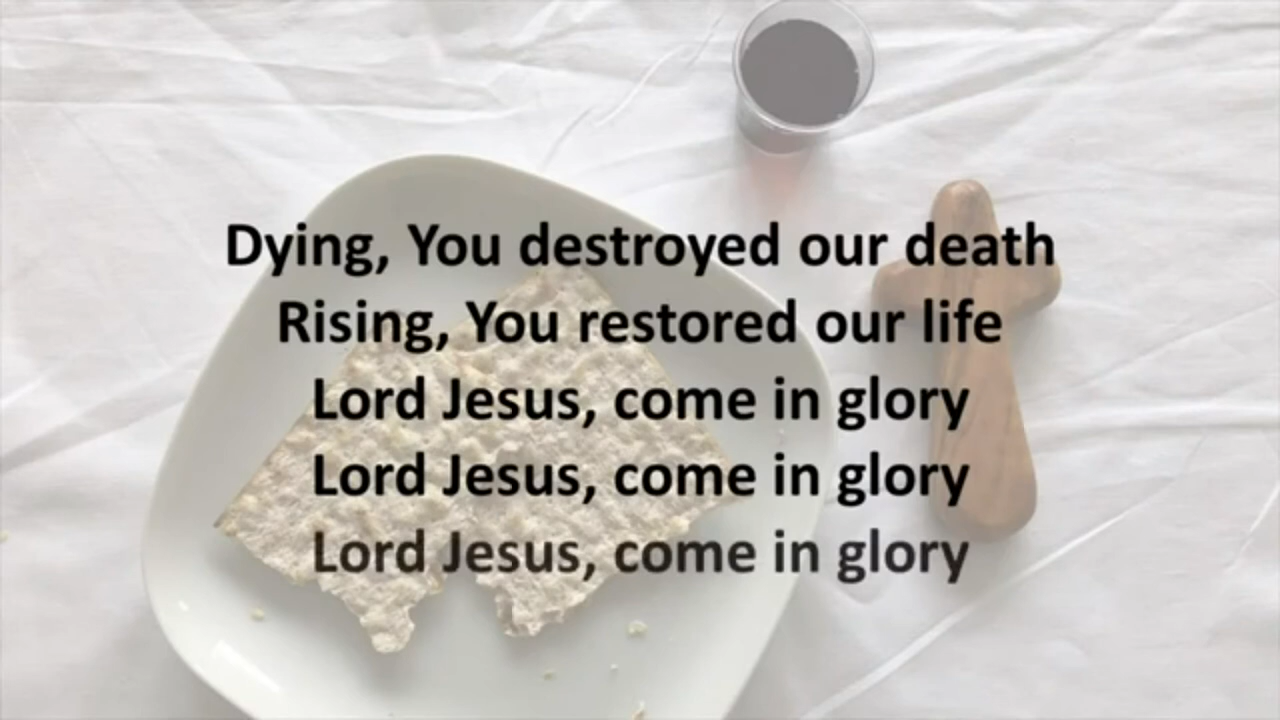 Dying, You destroyed our death
Rising, You restored our life
Lord Jesus, come in glory
Lord Jesus, come in glory
Lord Jesus, come in glory